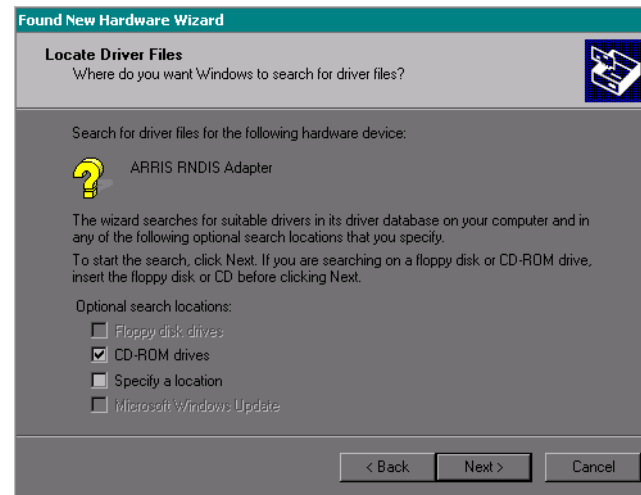 Found New Hardware Wizard
Locate Driver Files
Where do you want Windows to search for driver files?
Search for driver files for the following hardware device:
ARRIS RNDIS Adapter
The wizard searches for suitable drivers in its driver database on your computer and in
any of the following optional search locations that you specify.
To start the search, click Next. If you are searching on a floppy disk or CD-ROM drive,
insert the floppy disk or CD before clicking Next.
Optional search locations:
Floppy disk drives
CD-ROM drives
Specify a location
Microsoft Windows Update
< Back Next > Cancel